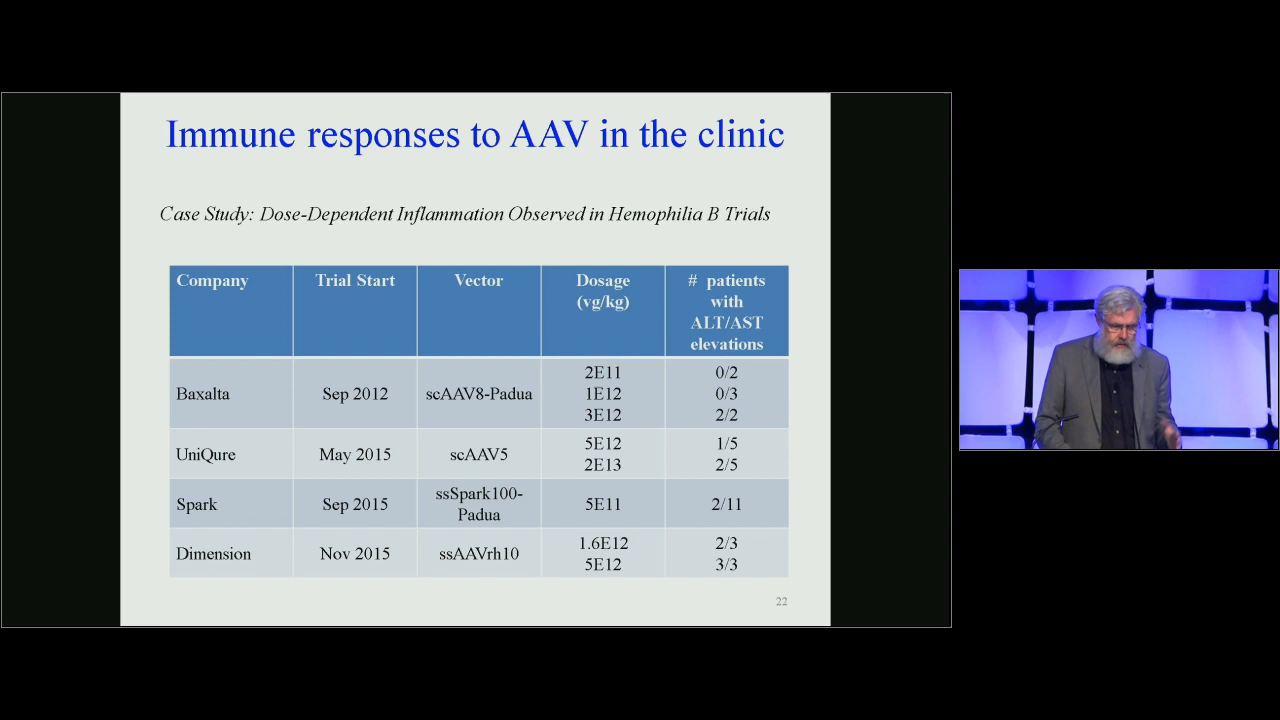 Immune responses to AAV in the clinic
Case Study: Dose-Dependent Inflammation Observed in Hemophilia B Trials
Company Trial Start Vector Dosage (vg/kg) # patients with ALT/AST elevations
Baxalta Sep 2012 scAAV8-Padua 2E11 0/2
1E12 0/3
3E12 2/2
UniQure May 2015 scAAV5 5E12 1/5
2E13 2/5
Spark Sep 2015 ssSpark100-Padua 5E11 2/11
Dimension Nov 2015 ssAAVrh10 1.6E12 2/3
5E12 3/3
22